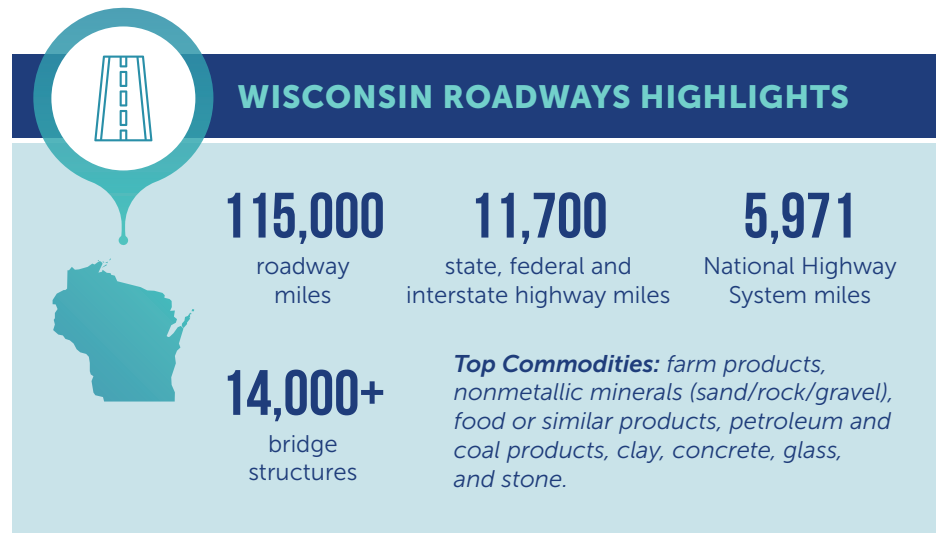 WISCONSIN ROADWAYS HIGHLIGHTS
115,000
roadway
miles
11,700
state, federal and
interstate highway miles
5,971
National Highway
System miles
14,000+
bridge
structures
Top Commodities: farm products,
nonmetallic minerals (sand/rock/gravel),
food or similar products, petroleum and
coal products, clay, concrete, glass,
and stone.